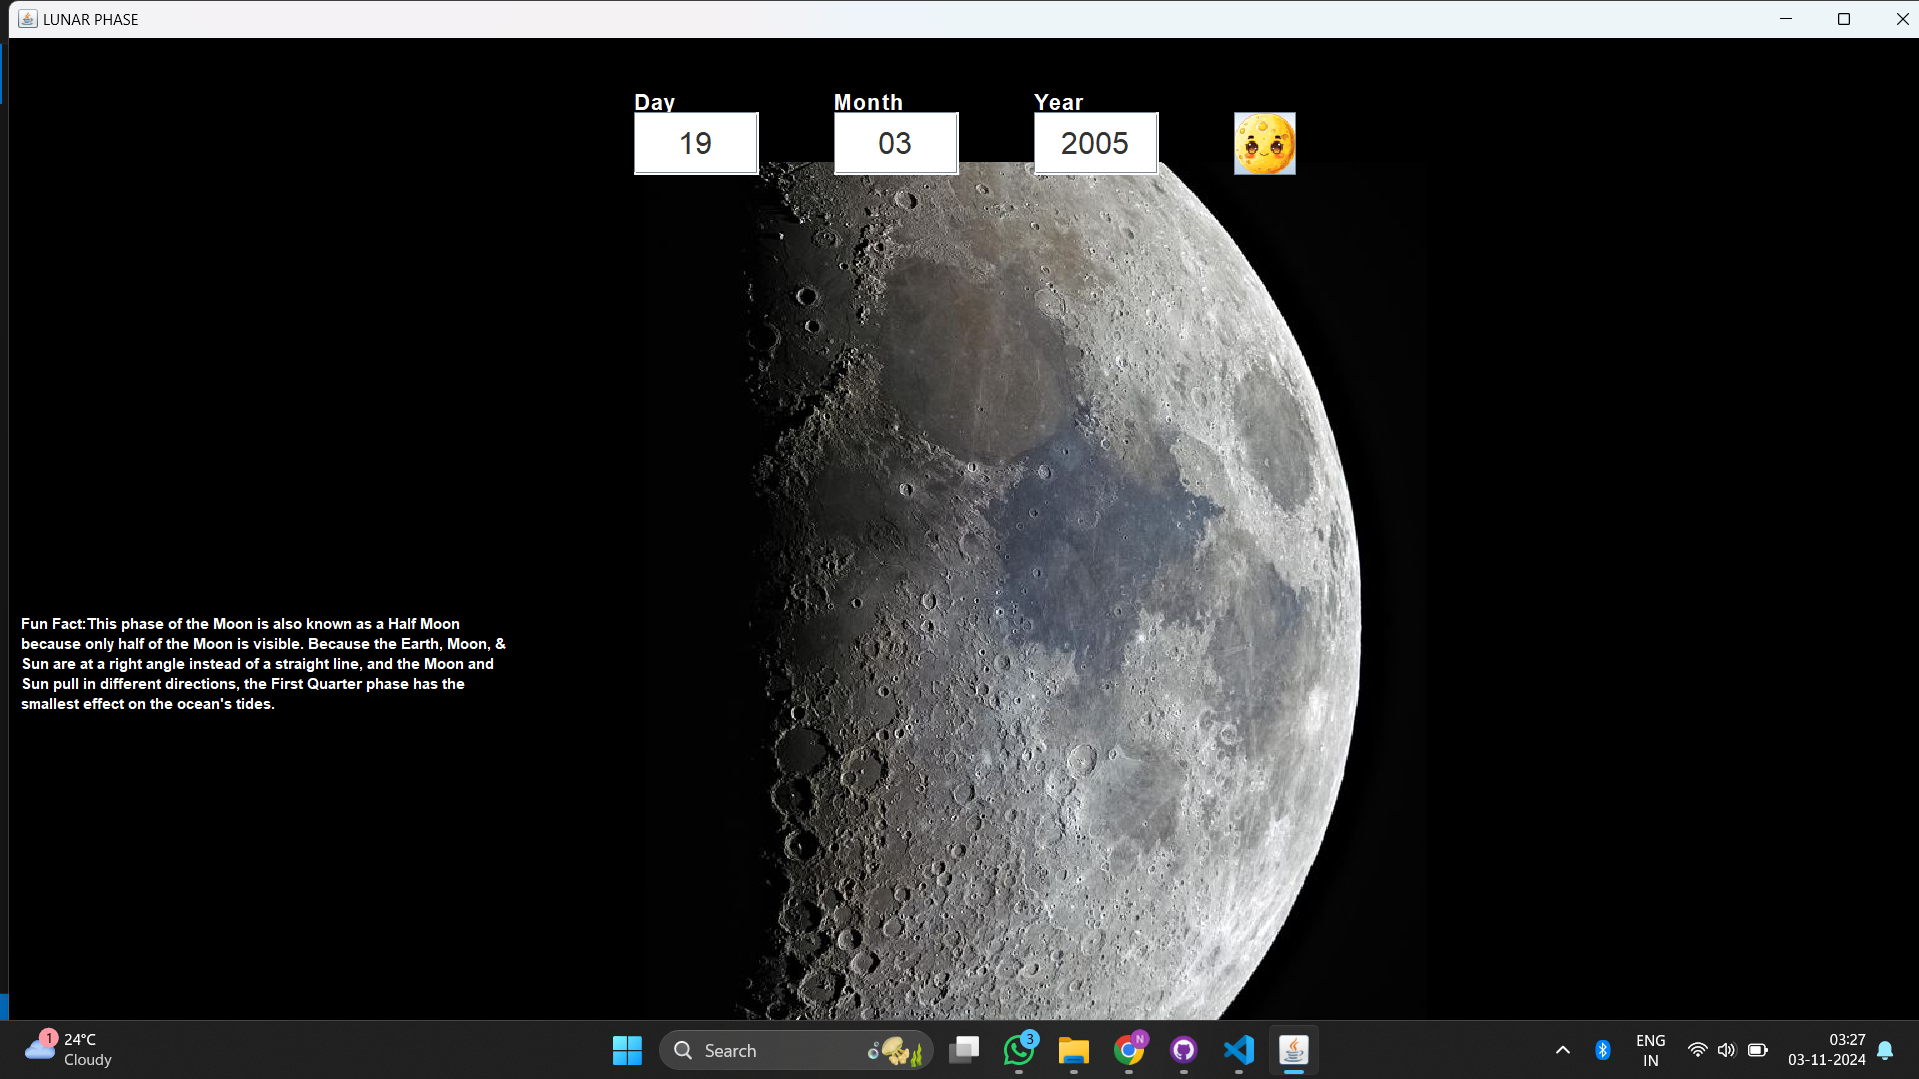 LUNAR PHASE
Day
Month
Year
19
03
2005
Fun Fact:This phase of the Moon is also known as a Half Moon
because only half of the Moon is visible. Because the Earth, Moon, &
Sun are at a right angle instead of a straight line, and the Moon and
Sun pull in different directions, the First Quarter phase has the
smallest effect on the ocean's tides.
1
24°C
Cloudy
Search
3
N
ENG
IN
03:27
03-11-2024